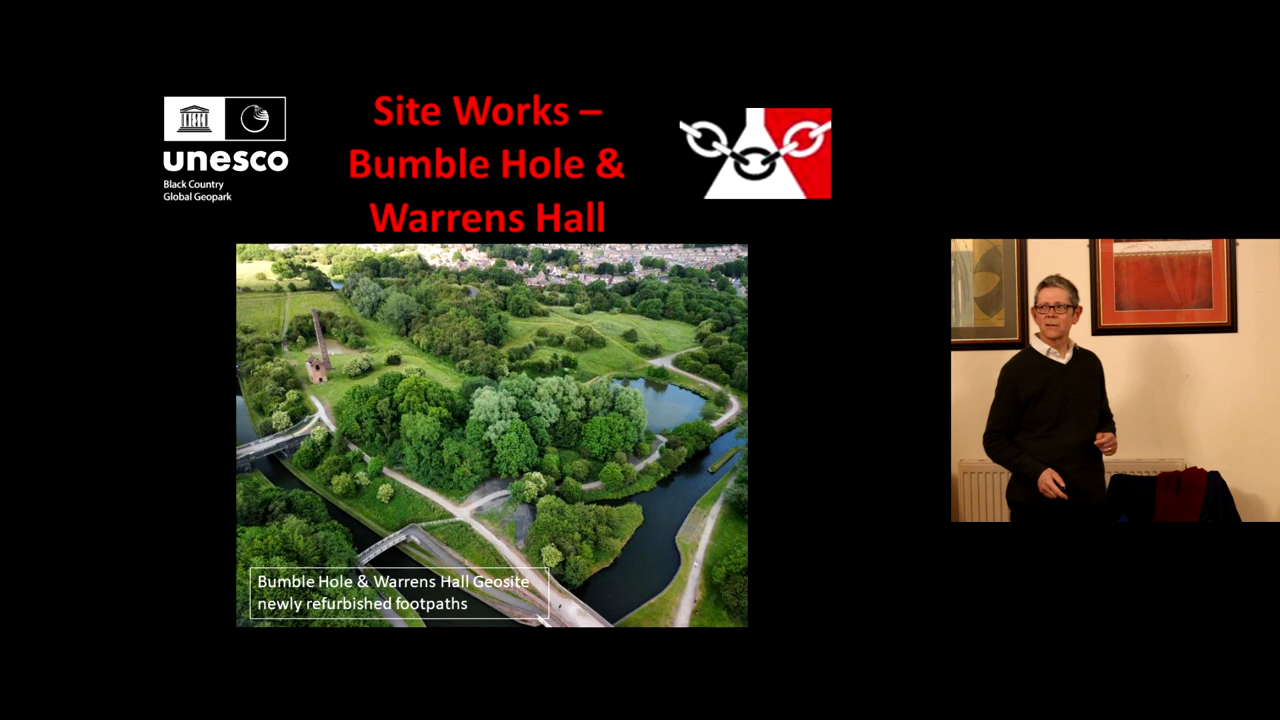 unesco
Black Country
Global Geopark
Site Works –
Bumble Hole &
Warrens Hall
Bumble Hole & Warrens Hall Geosite
newly refurbished footpaths